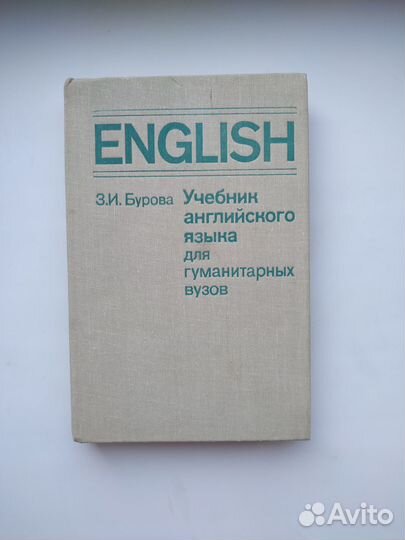 ENGLISH
З.И. Бурова
Учебник
английского
языка
для
гуманитарных
вузов
Avito